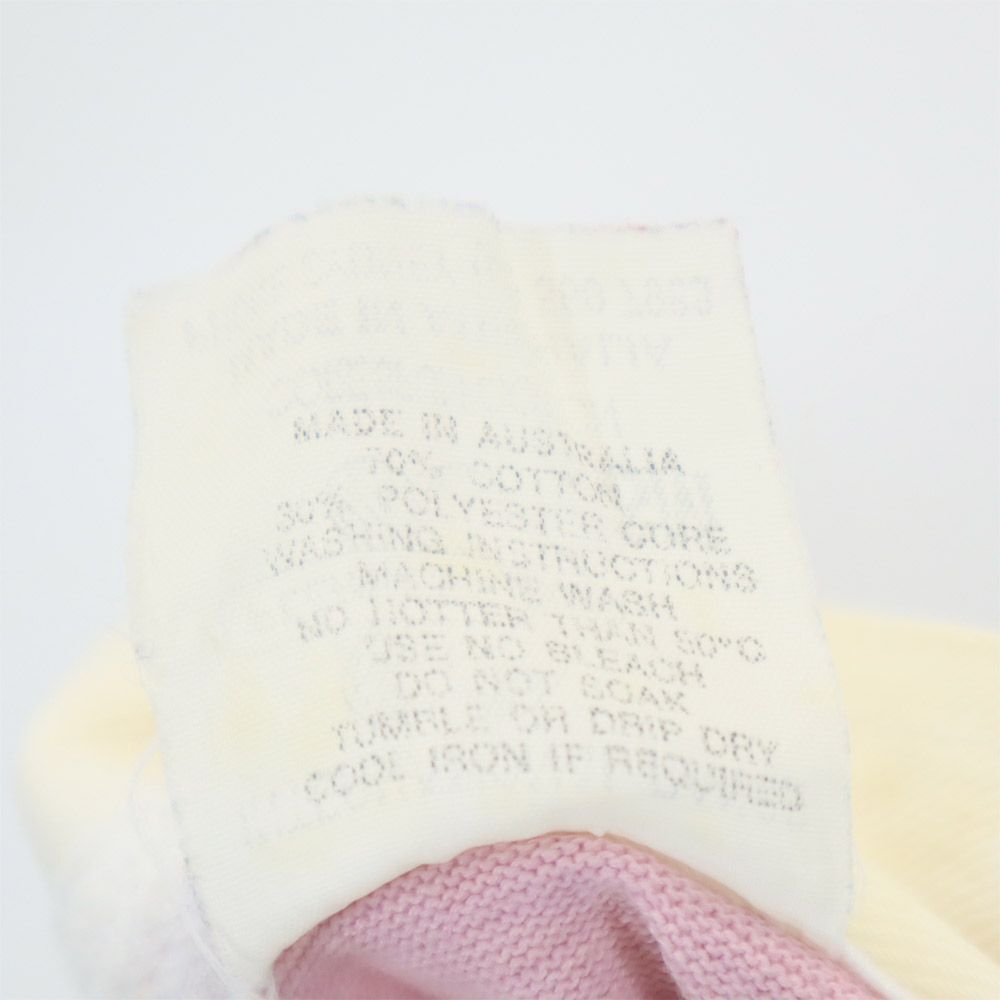 MADE IN AUSTRALIA
70% COTTON
30% POLYESTER CORE
WASHING INSTRUCTIONS
MACHINE WASH
NO HOTTER THAN 30°C
USE NO BLEACH
DO NOT SOAK
TUMBLE OR DRIP DRY
COOL IRON IF REQUIRED